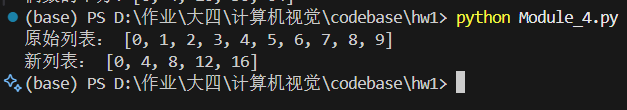 (base) PS D:\作业\大四\计算机视觉\codebase\hw1> python Module_4.py
原始列表: [0, 1, 2, 3, 4, 5, 6, 7, 8, 9]
新列表: [0, 4, 8, 12, 16]
(base) PS D:\作业\大四\计算机视觉\codebase\hw1>